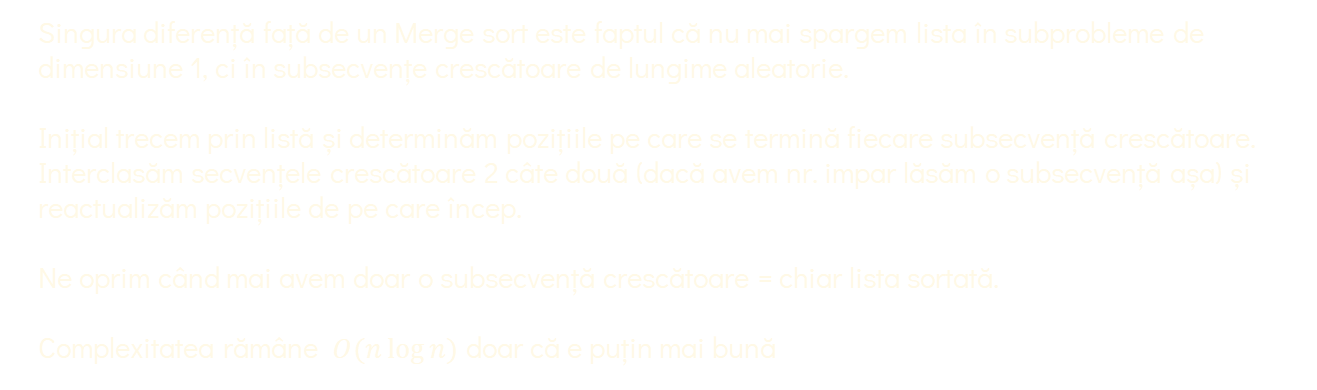 Singura diferență față de un Merge sort este faptul că nu mai spargem lista în subprobleme de
dimensiune 1, ci în subsecvențe crescătoare de lungime aleatorie.
Inițial trecem prin listă și determinăm pozițiile pe care se termină fiecare subsecvență crescătoare.
Interclasăm secvențele crescătoare 2 câte două (dacă avem nr. impar lăsăm o subsecvență așa) și
reactualizăm pozițiile de pe care încep.
Ne oprim când mai avem doar o subsecvență crescătoare = chiar lista sortată.
Complexitatea rămâne O(n log n) doar că e puțin mai bună